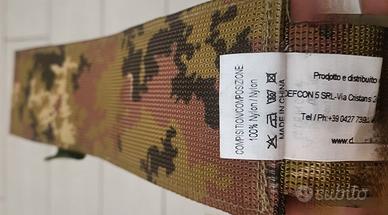 COMPOSITION/COMPOSIZIONE
100% Nylon / Nylon
MADE IN CHINA
Prodotto e distribuito
DEFCON 5 SRL-Via Cristans
Tel / Ph:+39 0427
subito